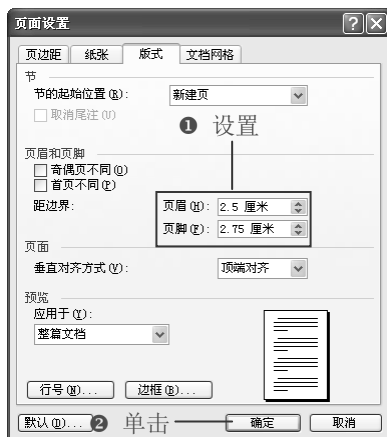 页面设置
页边距 纸张 版式 文档网格
节
节的起始位置(R): 新建页
取消尾注(U)
❶ 设置
页眉和页脚
奇偶页不同(O)
首页不同(P)
距边界: 页眉(H): 2.5 厘米
页脚(F): 2.75 厘米
页面
垂直对齐方式(V): 顶端对齐
预览
应用于(Y):
整篇文档
行号(N)... 边框(B)...
默认(D)... ❷ 单击 确定 取消